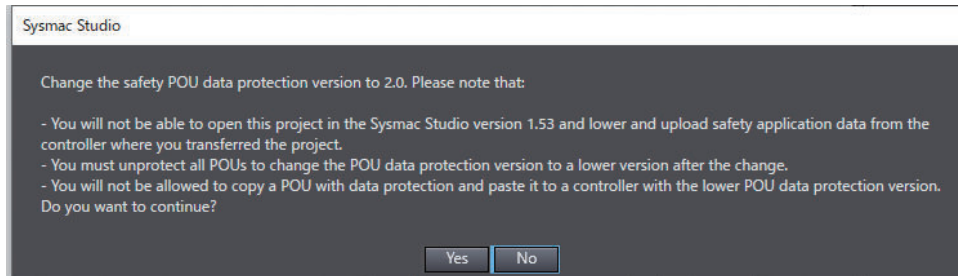 Sysmac Studio
Change the safety POU data protection version to 2.0. Please note that:
- You will not be able to open this project in the Sysmac Studio version 1.53 and lower and upload safety application data from the
controller where you transferred the project.
- You must unprotect all POUs to change the POU data protection version to a lower version after the change.
- You will not be allowed to copy a POU with data protection and paste it to a controller with the lower POU data protection version.
Do you want to continue?
Yes No